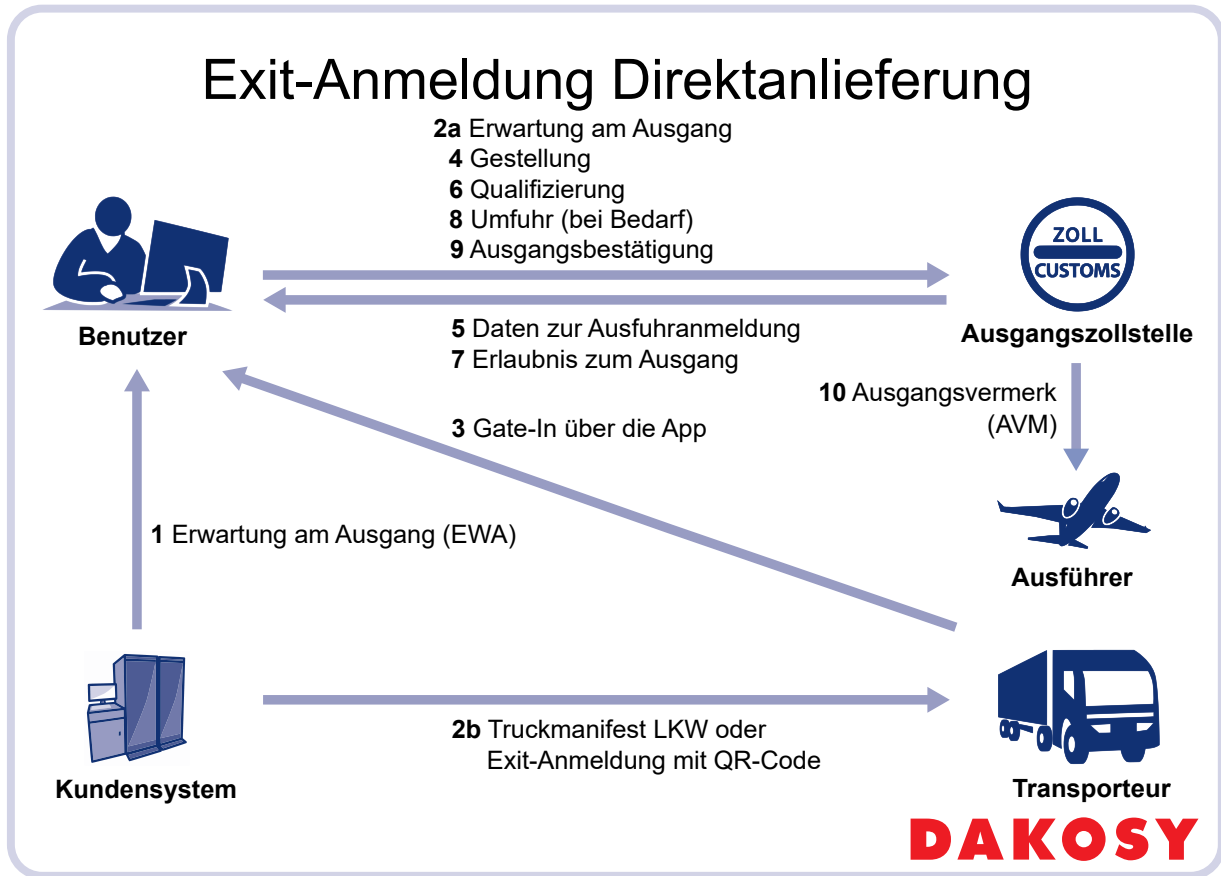 Exit-Anmeldung Direktanlieferung
2a Erwartung am Ausgang
4 Gestellung
6 Qualifizierung
8 Umfuhr (bei Bedarf)
9 Ausgangsbestätigung
ZOLL
CUSTOMS
Benutzer
Ausgangszollstelle
5 Daten zur Ausfuhranmeldung
7 Erlaubnis zum Ausgang
10 Ausgangsvermerk
(AVM)
3 Gate-In über die App
1 Erwartung am Ausgang (EWA)
Ausführer
2b Truckmanifest LKW oder
Exit-Anmeldung mit QR-Code
Kundensystem
Transporteur
DAKOSY